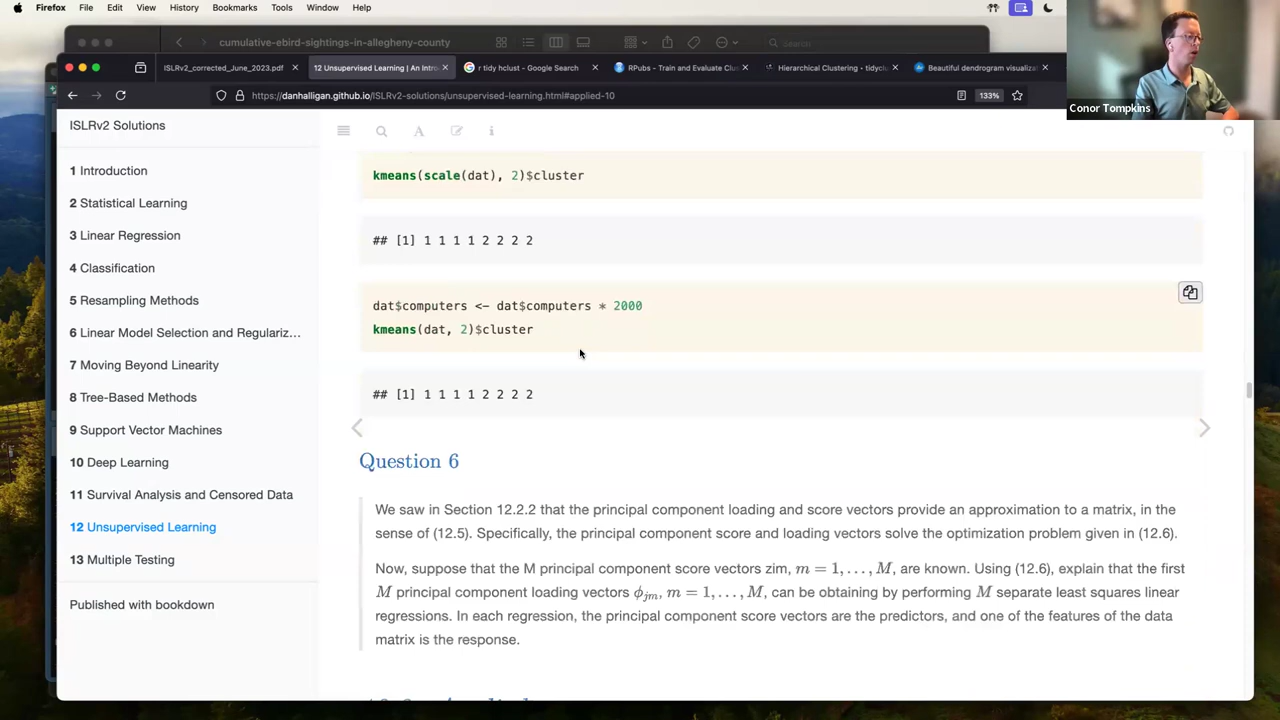 Firefox File Edit View History Bookmarks Tools Window Help
cumulative-ebird-sightings-in-allegheny-county
Search
ISLRv2_corrected_June_2023.pdf
12 Unsupervised Learning | An Intro
r tidy hclust - Google Search
RPubs - Train and Evaluate Clu
Hierarchical Clustering • tidyclu
Beautiful dendrogram visualizat
https://danhalligan.github.io/ISLRv2-solutions/unsupervised-learning.html#applied-10
133%
Conor Tompkins
ISLRv2 Solutions
1 Introduction
2 Statistical Learning
3 Linear Regression
4 Classification
5 Resampling Methods
6 Linear Model Selection and Regulariz…
7 Moving Beyond Linearity
8 Tree-Based Methods
9 Support Vector Machines
10 Deep Learning
11 Survival Analysis and Censored Data
12 Unsupervised Learning
13 Multiple Testing
Published with bookdown
kmeans(scale(dat), 2)$cluster
## [1] 1 1 1 1 2 2 2 2
dat$computers <- dat$computers * 2000
kmeans(dat, 2)$cluster
## [1] 1 1 1 1 2 2 2 2
Question 6
We saw in Section 12.2.2 that the principal component loading and score vectors provide an approximation to a matrix, in the
sense of (12.5). Specifically, the principal component score and loading vectors solve the optimization problem given in (12.6).
Now, suppose that the M principal component score vectors zim, m = 1, . . . , M, are known. Using (12.6), explain that the first
M principal component loading vectors ϕjm, m = 1, . . . , M, can be obtaining by performing M separate least squares linear
regressions. In each regression, the principal component score vectors are the predictors, and one of the features of the data
matrix is the response.